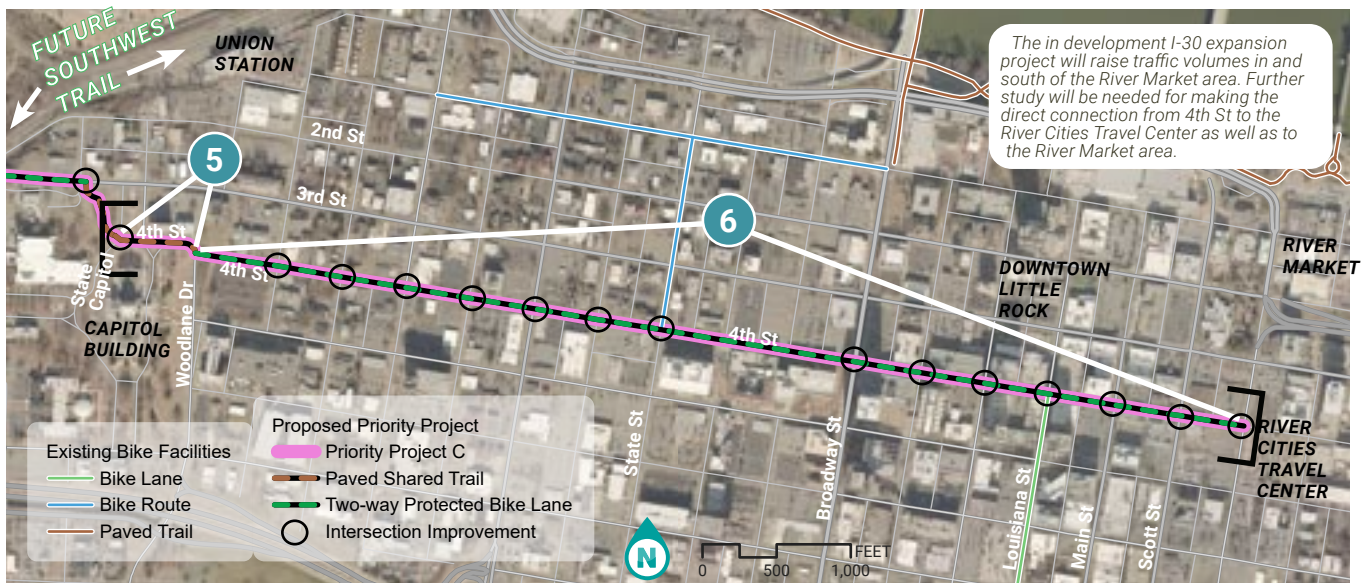 FUTURE
SOUTHWEST
TRAIL
UNION
STATION
The in development I-30 expansion
project will raise traffic volumes in and
south of the River Market area. Further
study will be needed for making the
direct connection from 4th St to the
River Cities Travel Center as well as to
the River Market area.
2nd St
5
3rd St
6
4th St
4th St
State
Capitol
CAPITOL
BUILDING
Woodlane Dr
4th St
DOWNTOWN
LITTLE
ROCK
RIVER
MARKET
State St
Broadway St
Louisiana St
Main St
Scott St
RIVER
CITIES
TRAVEL
CENTER
Existing Bike Facilities
Bike Lane
Bike Route
Paved Trail
Proposed Priority Project
Priority Project C
Paved Shared Trail
Two-way Protected Bike Lane
Intersection Improvement
N
FEET
0 500 1,000